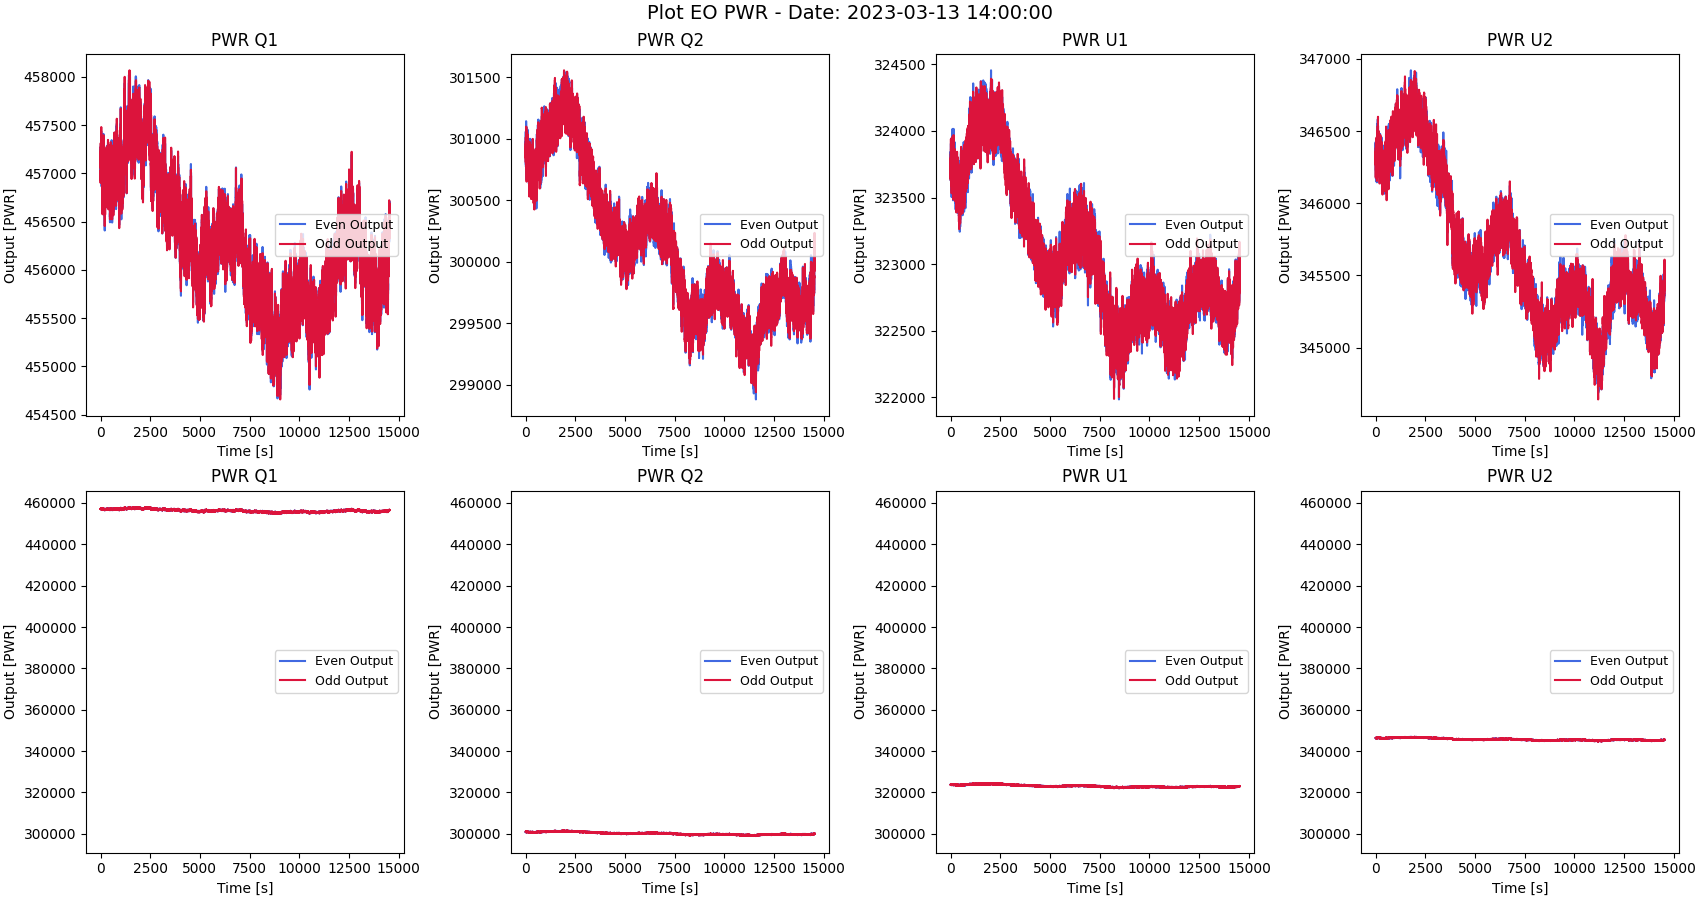 Plot EO PWR - Date: 2023-03-13 14:00:00
PWR Q1
PWR Q2
PWR U1
PWR U2
Output [PWR]
458000
457500
457000
456500
456000
455500
455000
454500
Even Output
Odd Output
0 2500 5000 7500 10000 12500 15000
Time [s]
Output [PWR]
301500
301000
300500
300000
299500
299000
Even Output
Odd Output
0 2500 5000 7500 10000 12500 15000
Time [s]
Output [PWR]
324500
324000
323500
323000
322500
322000
Even Output
Odd Output
0 2500 5000 7500 10000 12500 15000
Time [s]
Output [PWR]
347000
346500
346000
345500
345000
Even Output
Odd Output
0 2500 5000 7500 10000 12500 15000
Time [s]
PWR Q1
PWR Q2
PWR U1
PWR U2
Output [PWR]
460000
440000
420000
400000
380000
360000
340000
320000
300000
Even Output
Odd Output
0 2500 5000 7500 10000 12500 15000
Time [s]
Output [PWR]
460000
440000
420000
400000
380000
360000
340000
320000
300000
Even Output
Odd Output
0 2500 5000 7500 10000 12500 15000
Time [s]
Output [PWR]
460000
440000
420000
400000
380000
360000
340000
320000
300000
Even Output
Odd Output
0 2500 5000 7500 10000 12500 15000
Time [s]
Output [PWR]
460000
440000
420000
400000
380000
360000
340000
320000
300000
Even Output
Odd Output
0 2500 5000 7500 10000 12500 15000
Time [s]